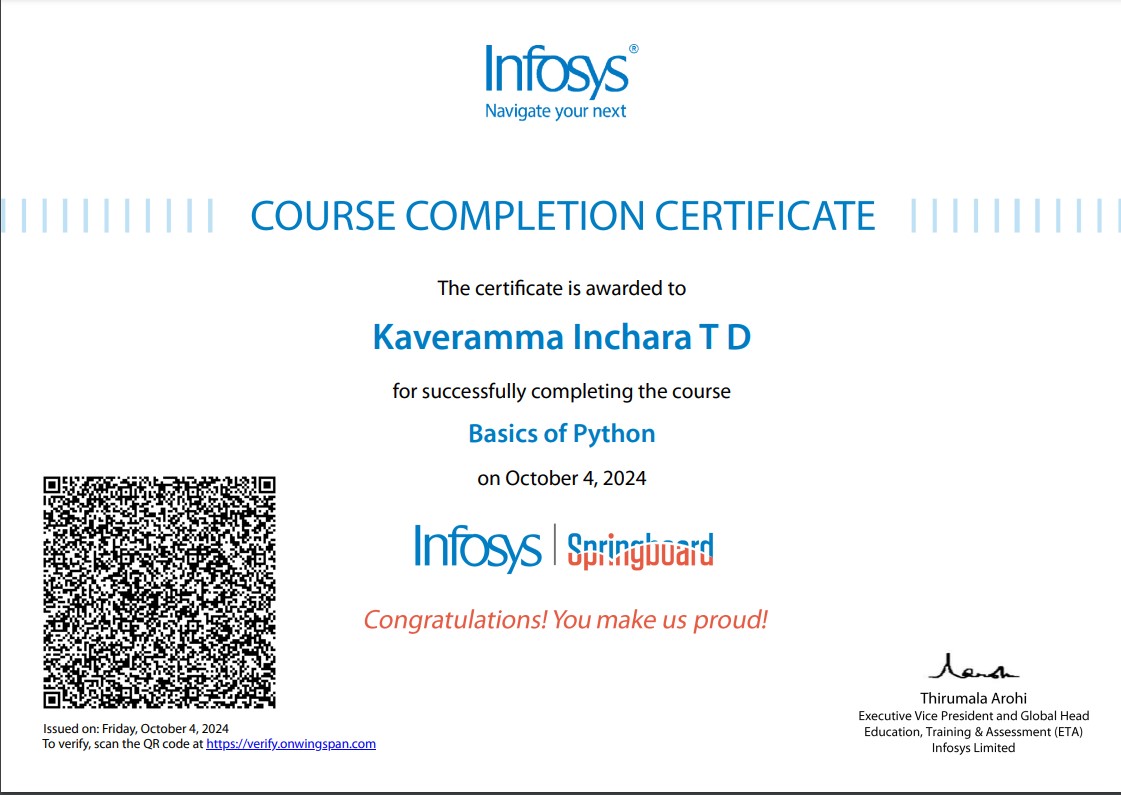 Infosys®
Navigate your next
COURSE COMPLETION CERTIFICATE
The certificate is awarded to
Kaveramma Inchara T D
for successfully completing the course
Basics of Python
on October 4, 2024
Infosys | Springboard
Congratulations! You make us proud!
Issued on: Friday, October 4, 2024
To verify, scan the QR code at https://verify.onwingspan.com
Thirumala Arohi
Executive Vice President and Global Head
Education, Training & Assessment (ETA)
Infosys Limited